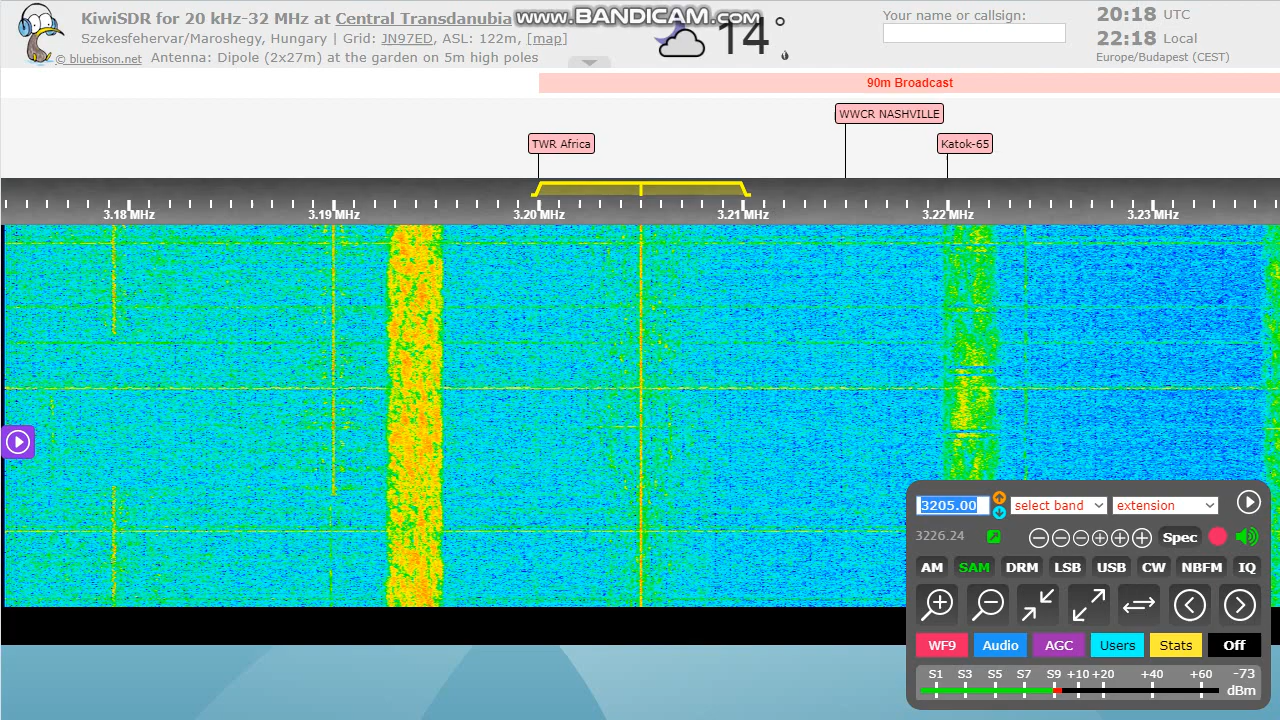 KiwiSDR for 20 kHz-32 MHz at Central Transdanubia
www.BANDICAM.com
Szekesfehervar/Maroshegy, Hungary | Grid: JN97ED, ASL: 122m, [map]
© bluebison.net Antenna: Dipole (2x27m) at the garden on 5m high poles
14°
Your name or callsign:
20:18 UTC
22:18 Local
Europe/Budapest (CEST)
90m Broadcast
WWCR NASHVILLE
TWR Africa
Katok-65
3.18 MHz 3.19 MHz 3.20 MHz 3.21 MHz 3.22 MHz 3.23 MHz
3205.00 select band extension
3226.24 Spec
AM SAM DRM LSB USB CW NBFM IQ
WF9 Audio AGC Users Stats Off
S1 S3 S5 S7 S9 +10 +20 +40 +60 -73
dBm